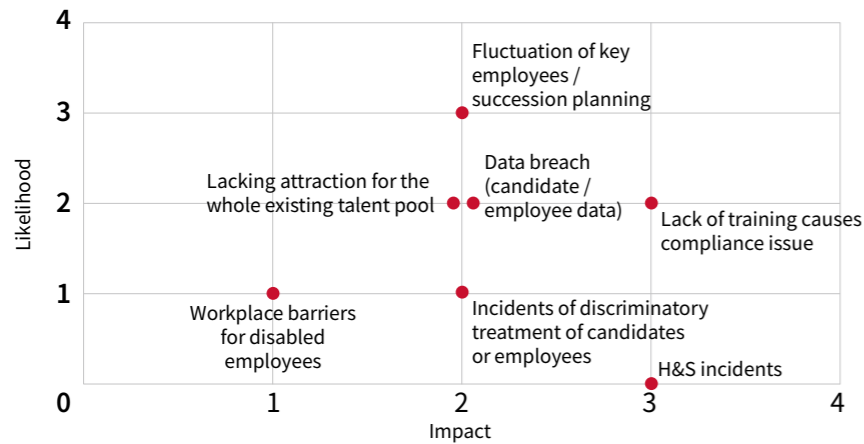 4
Fluctuation of key
employees /
succession planning
3
Likelihood
Lacking attraction for the
whole existing talent pool
Data breach
(candidate /
employee data)
2
Lack of training causes
compliance issue
1
Workplace barriers
for disabled
employees
Incidents of discriminatory
treatment of candidates
or employees
H&S incidents
0
1
2
3
4
Impact